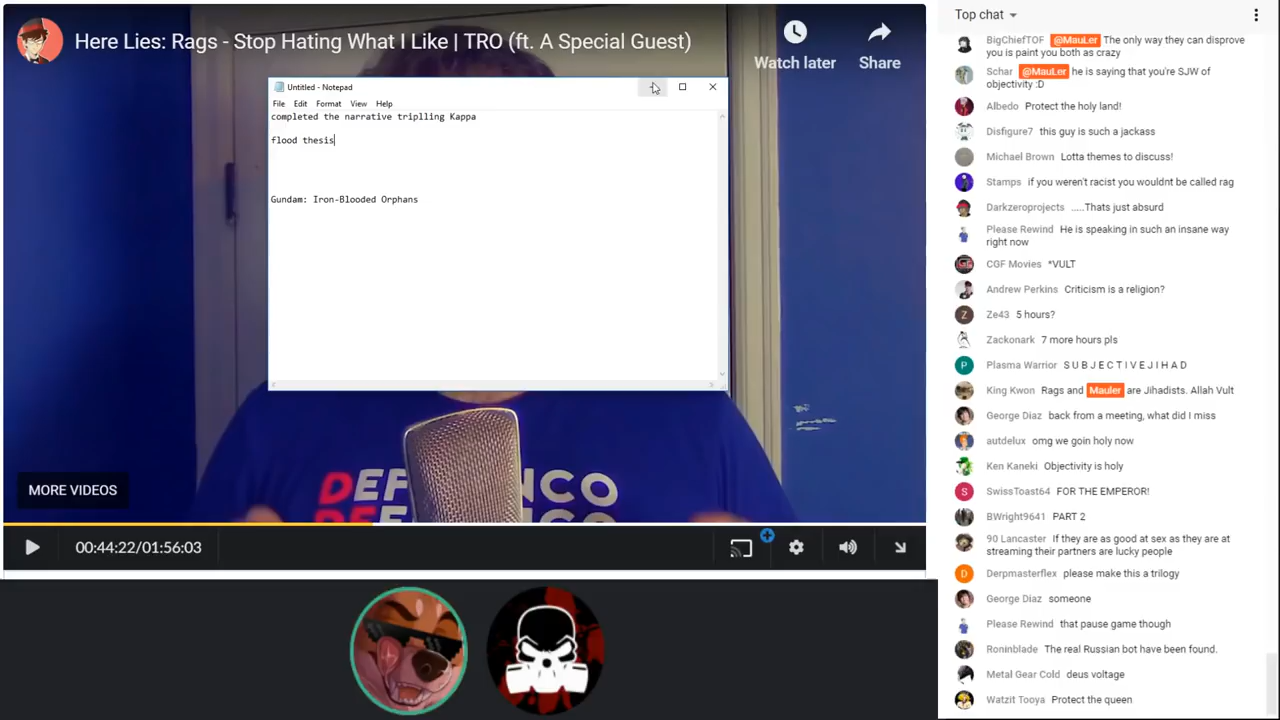 Here Lies: Rags - Stop Hating What I Like | TRO (ft. A Special Guest)
Watch later
Share
Untitled - Notepad
File Edit Format View Help
completed the narrative triplling Kappa
flood thesis
Gundam: Iron-Blooded Orphans
MORE VIDEOS
00:44:22/01:56:03
Top chat
BigChiefTOF @MauLer The only way they can disprove
you is paint you both as crazy
Schar @MauLer he is saying that you're SJW of
objectivity :D
Albedo Protect the holy land!
Disfigure7 this guy is such a jackass
Michael Brown Lotta themes to discuss!
Stamps if you weren't racist you wouldnt be called rag
Darkzeroprojects .....Thats just absurd
Please Rewind He is speaking in such an insane way
right now
CGF Movies *VULT
Andrew Perkins Criticism is a religion?
Ze43 5 hours?
Zackonark 7 more hours pls
P
Plasma Warrior S U B J E C T I V E J I H A D
King Kwon Rags and Mauler are Jihadists. Allah Vult
George Diaz back from a meeting, what did I miss
autdelux omg we goin holy now
Ken Kaneki Objectivity is holy
S
SwissToast64 FOR THE EMPEROR!
BWright9641 PART 2
90 Lancaster If they are as good at sex as they are at
streaming their partners are lucky people
D
Derpmasterflex please make this a trilogy
George Diaz someone
Please Rewind that pause game though
Roninblade The real Russian bot have been found.
Metal Gear Cold deus voltage
Watzit Tooya Protect the queen